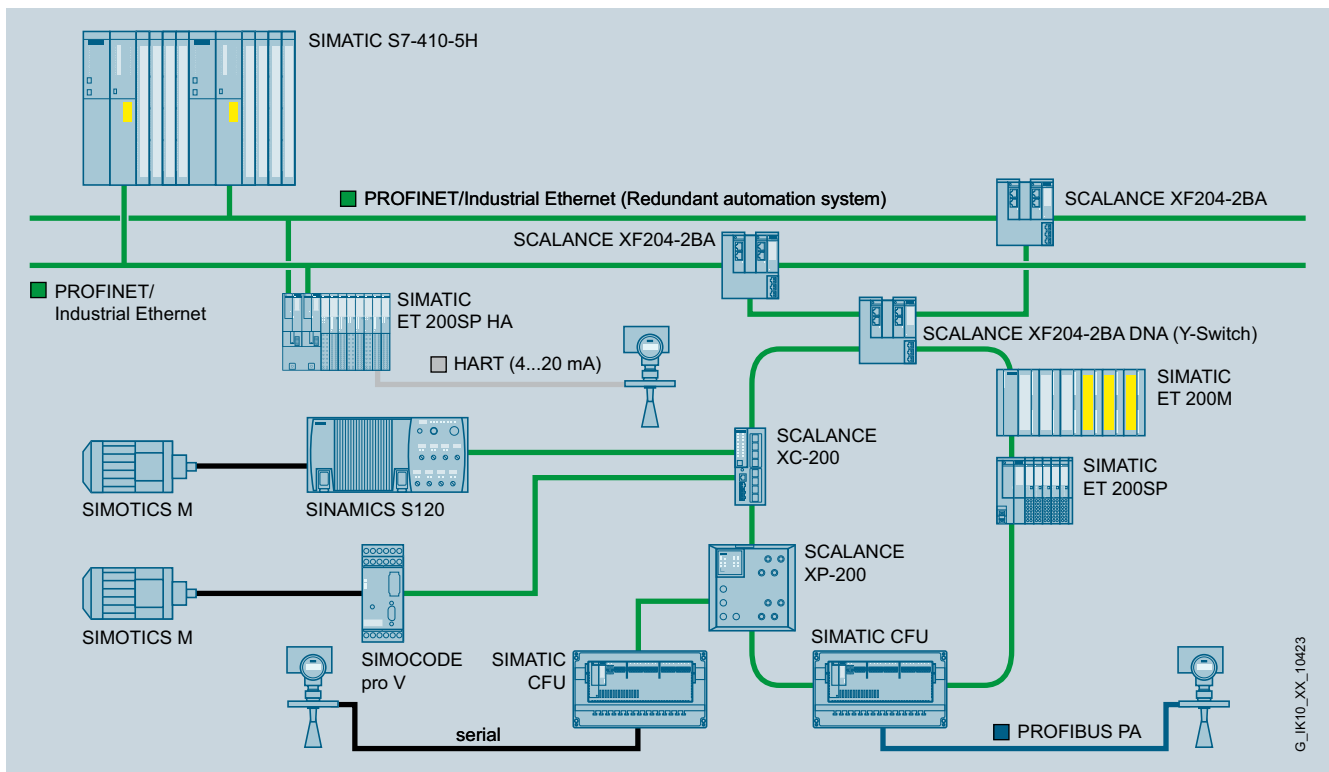 SIMATIC S7-410-5H
PROFINET/Industrial Ethernet (Redundant automation system)
SCALANCE XF204-2BA
SCALANCE XF204-2BA
PROFINET/
Industrial Ethernet
SIMATIC
ET 200SP HA
SCALANCE XF204-2BA DNA (Y-Switch)
HART (4...20 mA)
SIMATIC
ET 200M
SCALANCE
XC-200
SIMATIC
ET 200SP
SIMOTICS M
SINAMICS S120
SCALANCE
XP-200
SIMOTICS M
SIMOCODE
pro V
SIMATIC
CFU
SIMATIC CFU
serial
PROFIBUS PA
G_IK10_XX_10423